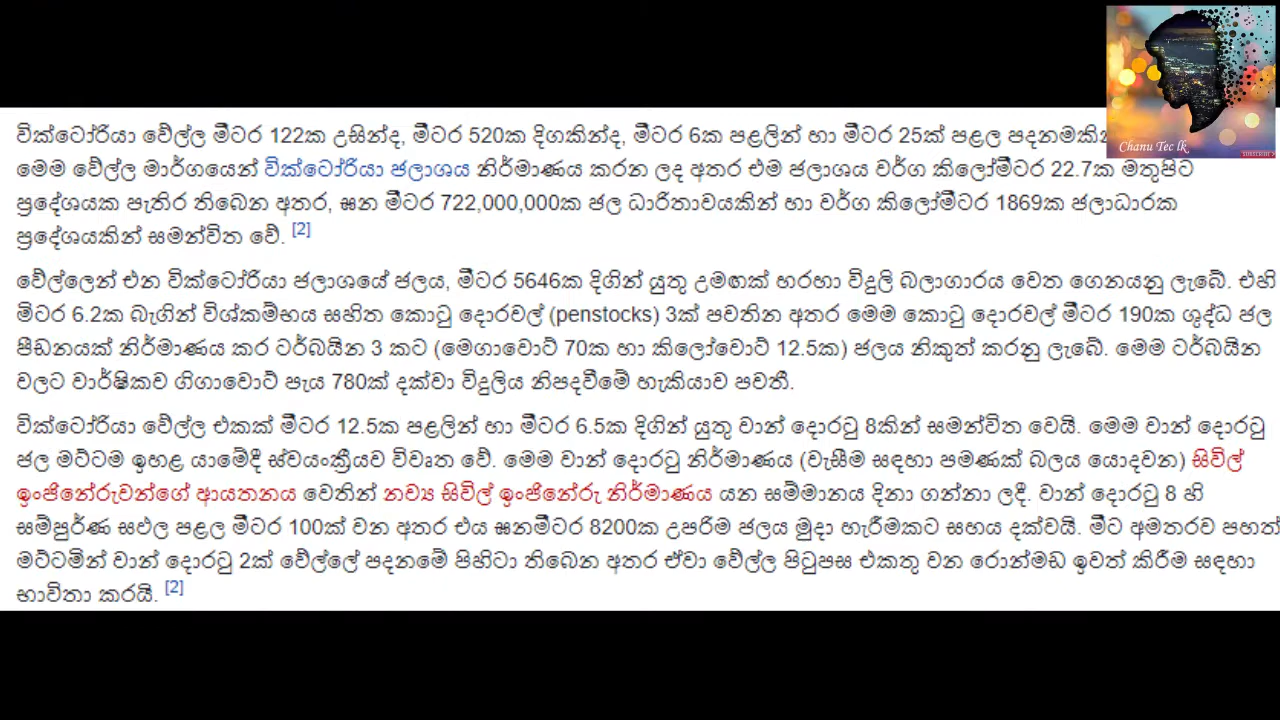 වික්ටෝරියා වේල්ල මීටර 122ක උසින්ද, මීටර 520ක දිගකින්ද, මීටර 6ක පළලින් හා මීටර 25ක් පළල
මෙම වේල්ල මාර්ගයෙන් වික්ටෝරියා ජලාශය නිර්මාණය කරන ලද අතර එම ජලාශය වර්ග කිලෝමීටර 22.7ක මතුපිට
ප්‍රදේශයක පැතිර තිබෙන අතර, ඝන මීටර 722,000,000ක ජල ධාරිතාවයකින් හා වර්ග කිලෝමීටර 1869ක ජලාධාරක
ප්‍රදේශයකින් සමන්විත වේ. [2]
වේල්ලෙන් එන වික්ටෝරියා ජලාශයේ ජලය, මීටර 5646ක දිගින් යුතු උමඟක් හරහා විදුලි බලාගාරය වෙත ගෙනයනු ලැබේ. එහි
මිටර 6.2ක බැගින් විශ්කම්භය සහිත කොටු දොරවල් (penstocks) 3ක් පවතින අතර මෙම කොටු දොරවල් මීටර 190ක ශුද්ධ ජල
පීඩනයක් නිර්මාණය කර ටර්බයින 3 කට (මෙගාවොට් 70ක හා කිලෝවොට් 12.5ක) ජලය නිකුත් කරනු ලැබේ. මෙම ටර්බයින
වලට වාර්ෂිකව ගිගාවොට් පැය 780ක් දක්වා විදුලිය නිපදවීමේ හැකියාව පවතී.
වික්ටෝරියා වේල්ල එකක් මීටර 12.5ක පළලින් හා මීටර 6.5ක දිගින් යුතු වාන් දොරටු 8කින් සමන්විත වෙයි. මෙම වාන් දොරටු
ජල මට්ටම ඉහළ යාමේදී ස්වයංක්‍රීයව විවෘත වේ. මෙම වාන් දොරටු නිර්මාණය (වැසීම සඳහා පමණක් බලය යොදවන) සිවිල්
ඉංජිනේරුවන්ගේ ආයතනය වෙතින් නව්‍ය සිවිල් ඉංජිනේරු නිර්මාණය යන සම්මානය දිනා ගන්නා ලදී. වාන් දොරටු 8 හි
සම්පුර්ණ සඵල පළල මීටර 100ක් වන අතර එය ඝනමීටර 8200ක උපරිම ජලය මුදා හැරීමකට සහය දක්වයි. මීට අමතරව පහත්
මට්ටමින් වාන් දොරටු 2ක් වේල්ලේ පදනමේ පිහිටා තිබෙන අතර ඒවා වේල්ල පිටුපස එකතු වන රොන්මඩ ඉවත් කිරීම සඳහා
භාවිතා කරයි. [2]
Chanu Tec lk